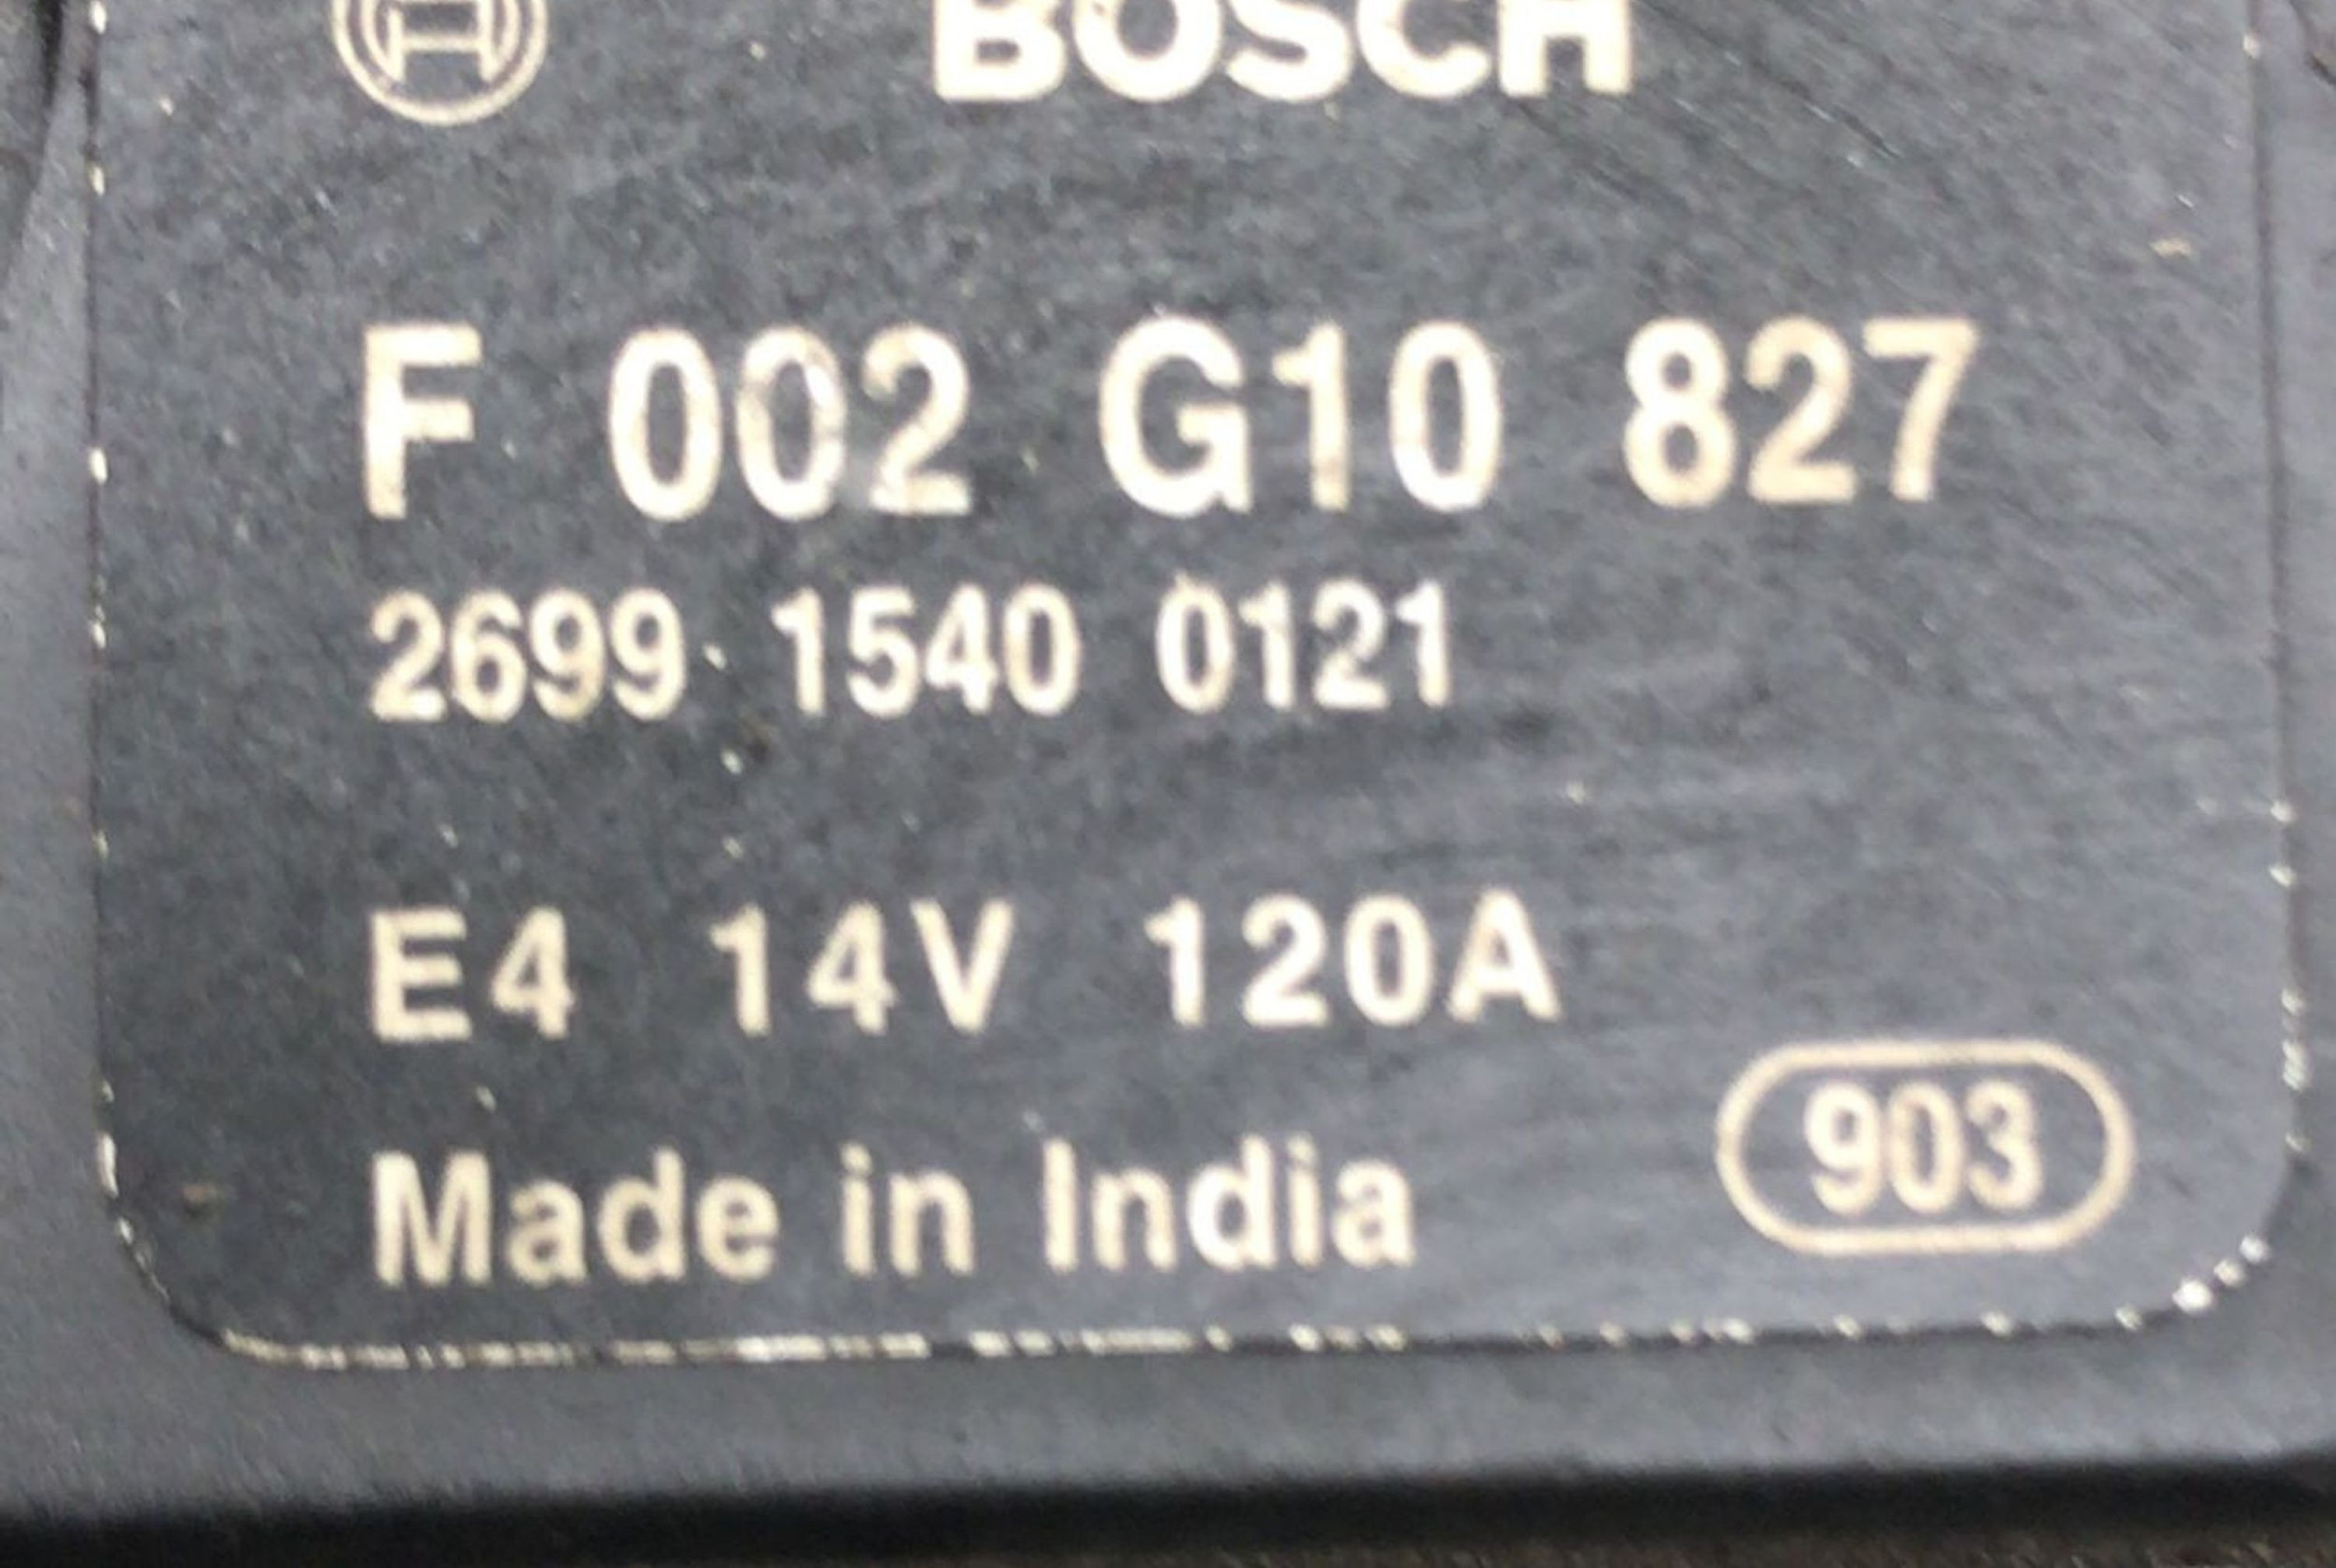 BOSCH
F 002 G10 827
2699 1540 0121
E4 14V 120A
Made in India
903